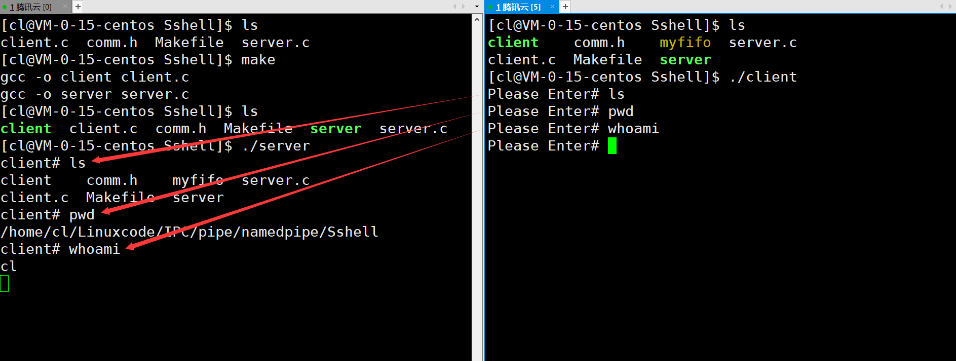 1 腾讯云 [0] × +
[cl@VM-0-15-centos Sshell]$ ls
client.c comm.h Makefile server.c
[cl@VM-0-15-centos Sshell]$ make
gcc -o client client.c
gcc -o server server.c
[cl@VM-0-15-centos Sshell]$ ls
client client.c comm.h Makefile server server.c
[cl@VM-0-15-centos Sshell]$ ./server
client# ls
client comm.h myfifo server.c
client.c Makefile server
client# pwd
/home/cl/Linuxcode/IPC/pipe/namedpipe/Sshell
client# whoami
cl
1 腾讯云 [5] × +
[cl@VM-0-15-centos Sshell]$ ls
client comm.h myfifo server.c
client.c Makefile server
[cl@VM-0-15-centos Sshell]$ ./client
Please Enter# ls
Please Enter# pwd
Please Enter# whoami
Please Enter#